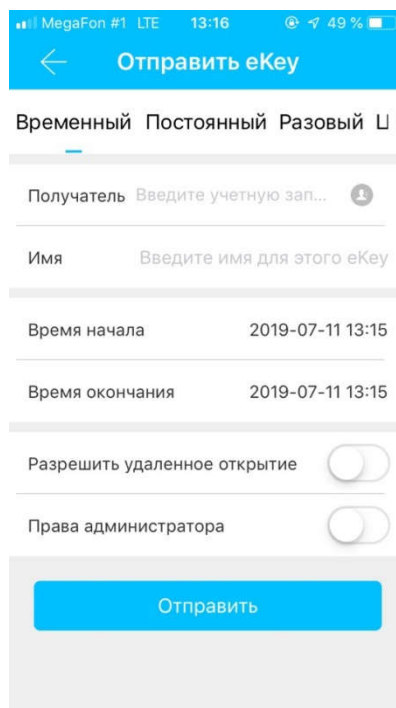 MegaFon #1 LTE 13:16 49 %
Отправить eKey
Временный Постоянный Разовый Ц
Получатель Введите учетную зап...
Имя Введите имя для этого eKey
Время начала 2019-07-11 13:15
Время окончания 2019-07-11 13:15
Разрешить удаленное открытие
Права администратора
Отправить